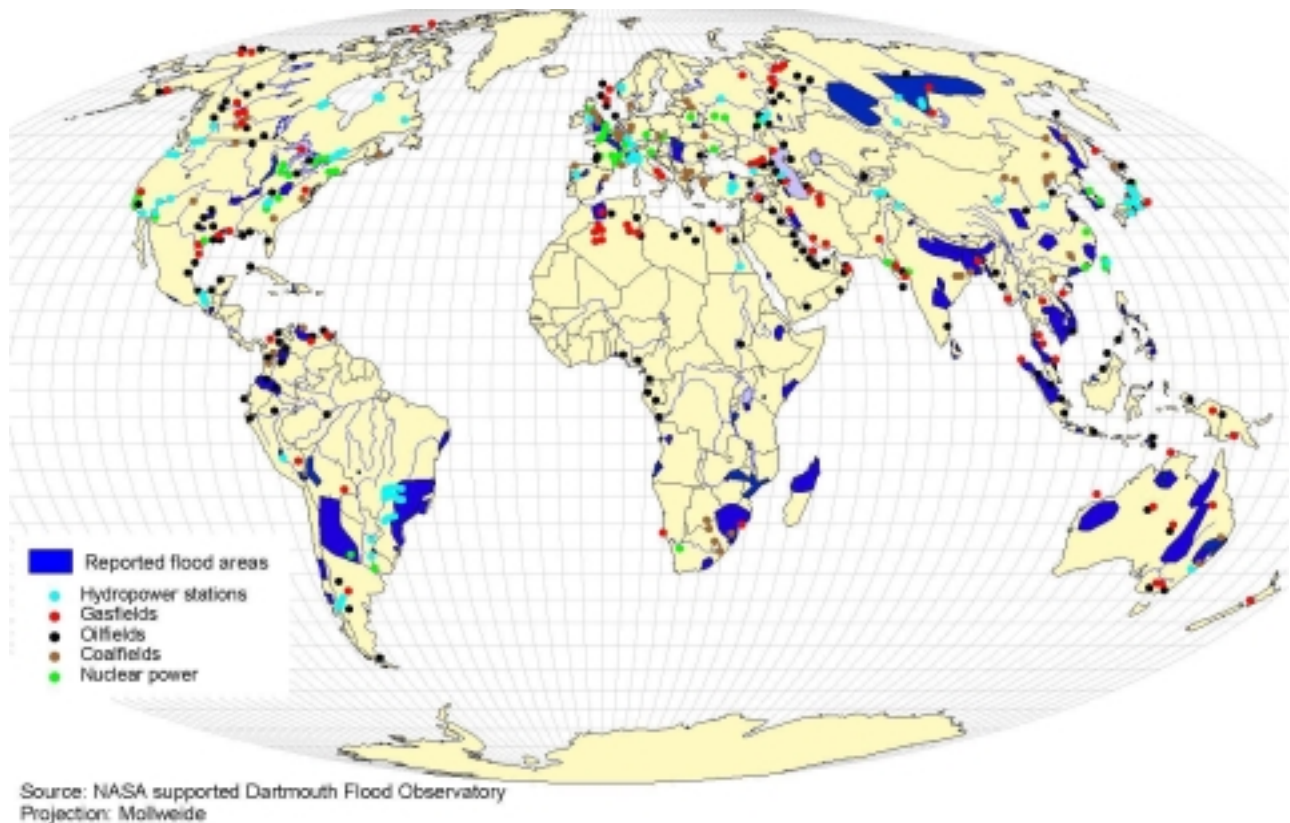 Reported flood areas
Hydropower stations
Gasfields
Oilfields
Coalfields
Nuclear power
Source: NASA supported Dartmouth Flood Observatory
Projection: Mollweide